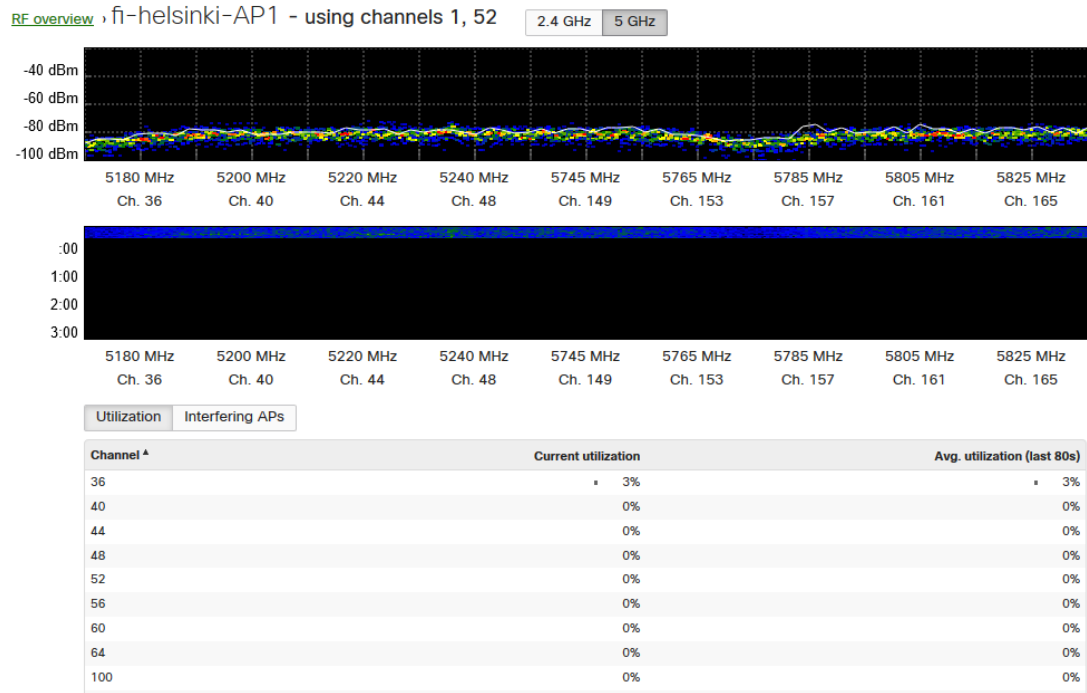 RF overview › fi-helsinki-AP1 - using channels 1, 52 2.4 GHz 5 GHz
-40 dBm
-60 dBm
-80 dBm
-100 dBm
5180 MHz 5200 MHz 5220 MHz 5240 MHz 5745 MHz 5765 MHz 5785 MHz 5805 MHz 5825 MHz
Ch. 36 Ch. 40 Ch. 44 Ch. 48 Ch. 149 Ch. 153 Ch. 157 Ch. 161 Ch. 165
:00
1:00
2:00
3:00
5180 MHz 5200 MHz 5220 MHz 5240 MHz 5745 MHz 5765 MHz 5785 MHz 5805 MHz 5825 MHz
Ch. 36 Ch. 40 Ch. 44 Ch. 48 Ch. 149 Ch. 153 Ch. 157 Ch. 161 Ch. 165
Utilization Interfering APs
Channel ▲ Current utilization Avg. utilization (last 80s)
36 3% 3%
40 0% 0%
44 0% 0%
48 0% 0%
52 0% 0%
56 0% 0%
60 0% 0%
64 0% 0%
100 0% 0%